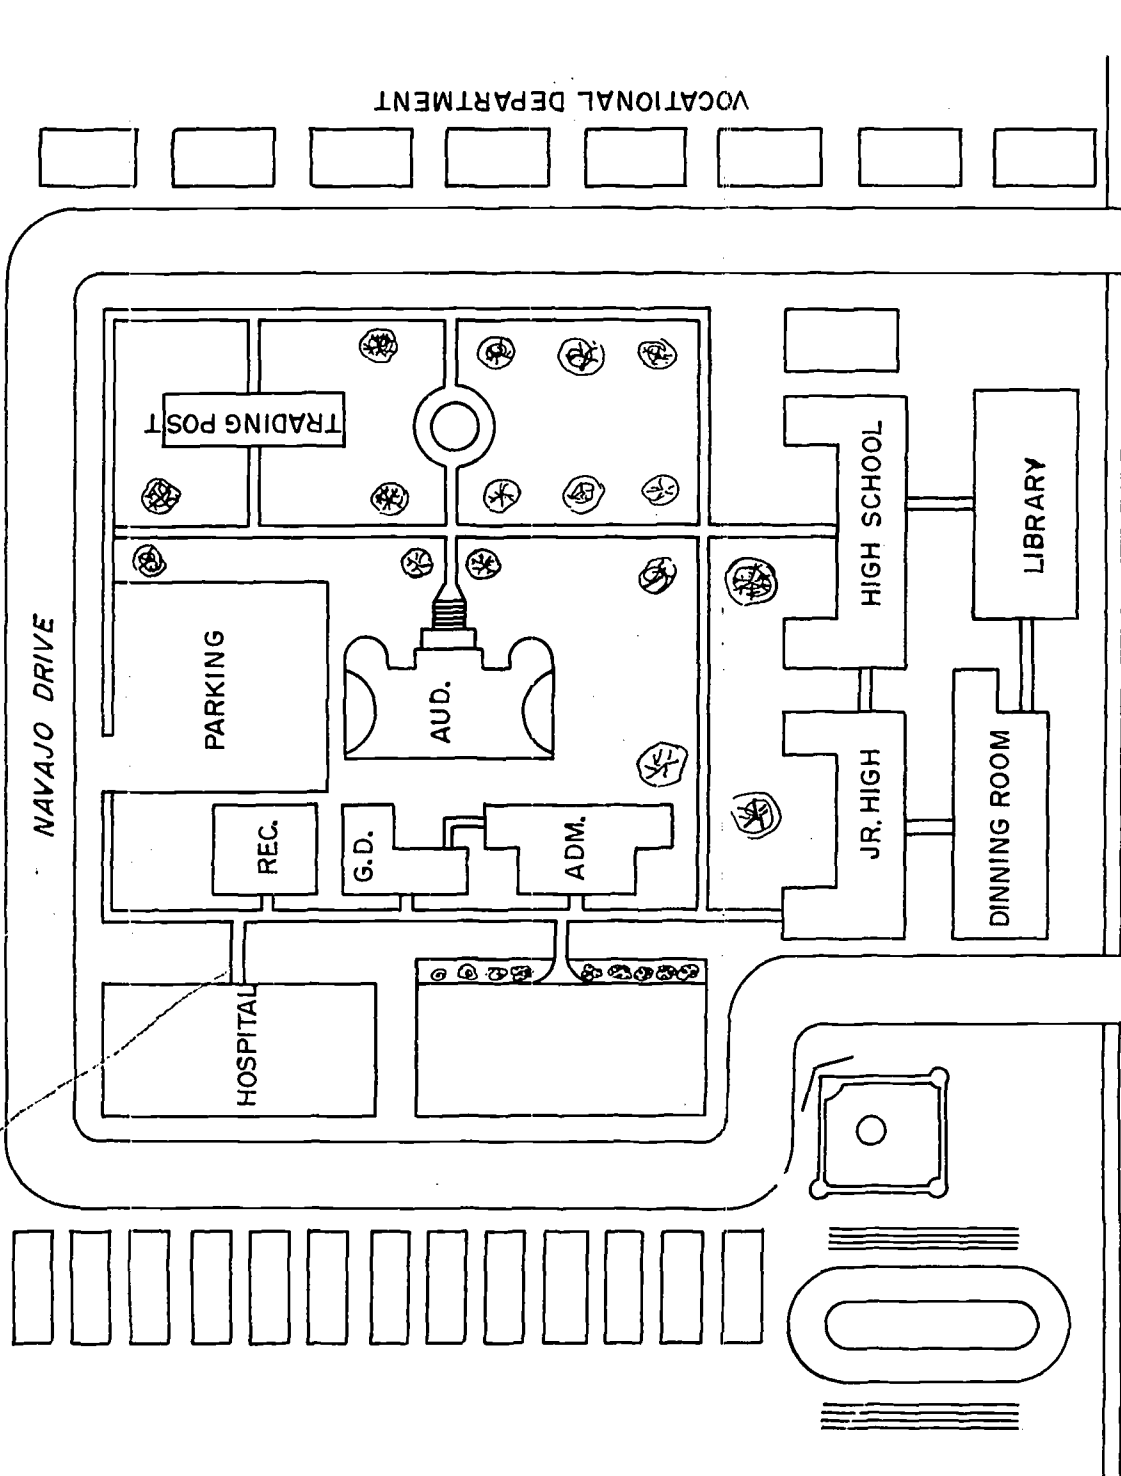 VOCATIONAL DEPARTMENT
NAVAJO DRIVE
TRADING POST
PARKING
AUD.
REC.
G.D.
ADM.
HOSPITAL
HIGH SCHOOL
LIBRARY
JR. HIGH
DINNING ROOM